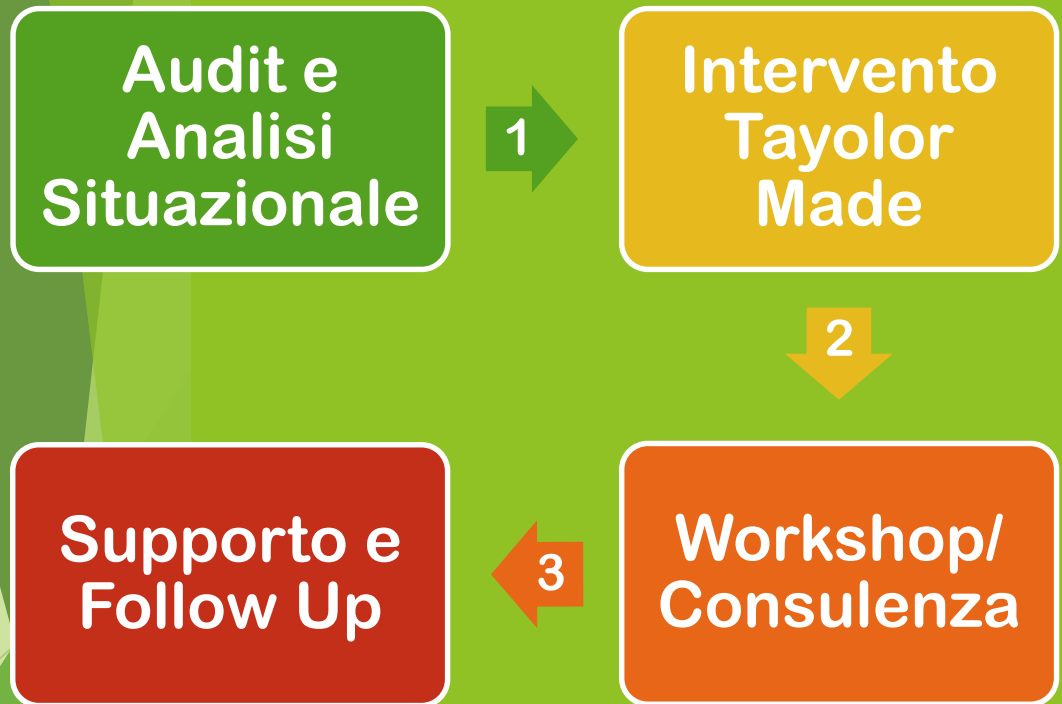 Audit e
Analisi
Situazionale
1
Intervento
Tayolor
Made
2
Workshop/
Consulenza
3
Supporto e
Follow Up